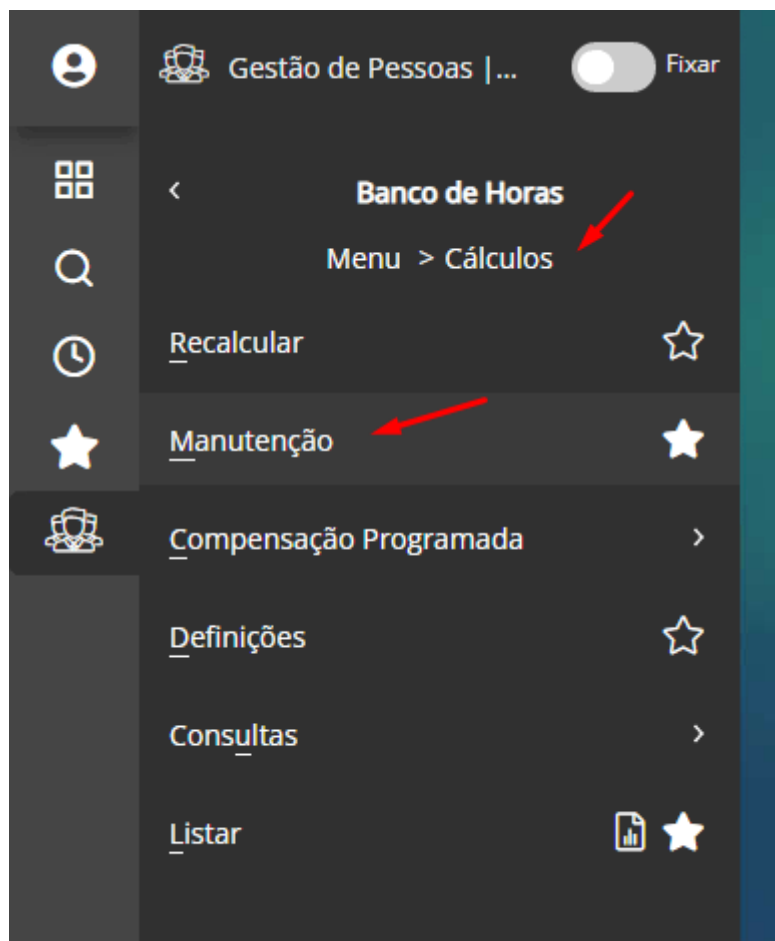 Gestão de Pessoas |...
Fixar
Banco de Horas
Menu > Cálculos
Recalcular
Manutenção
Compensação Programada
Definições
Consultas
Listar